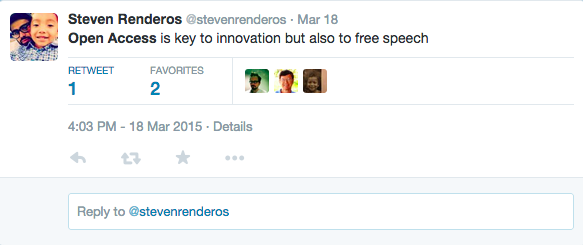 Steven Renderos @stevenrenderos · Mar 18
Open Access is key to innovation but also to free speech
RETWEET FAVORITES
1 2
4:03 PM - 18 Mar 2015 · Details
Reply to @stevenrenderos